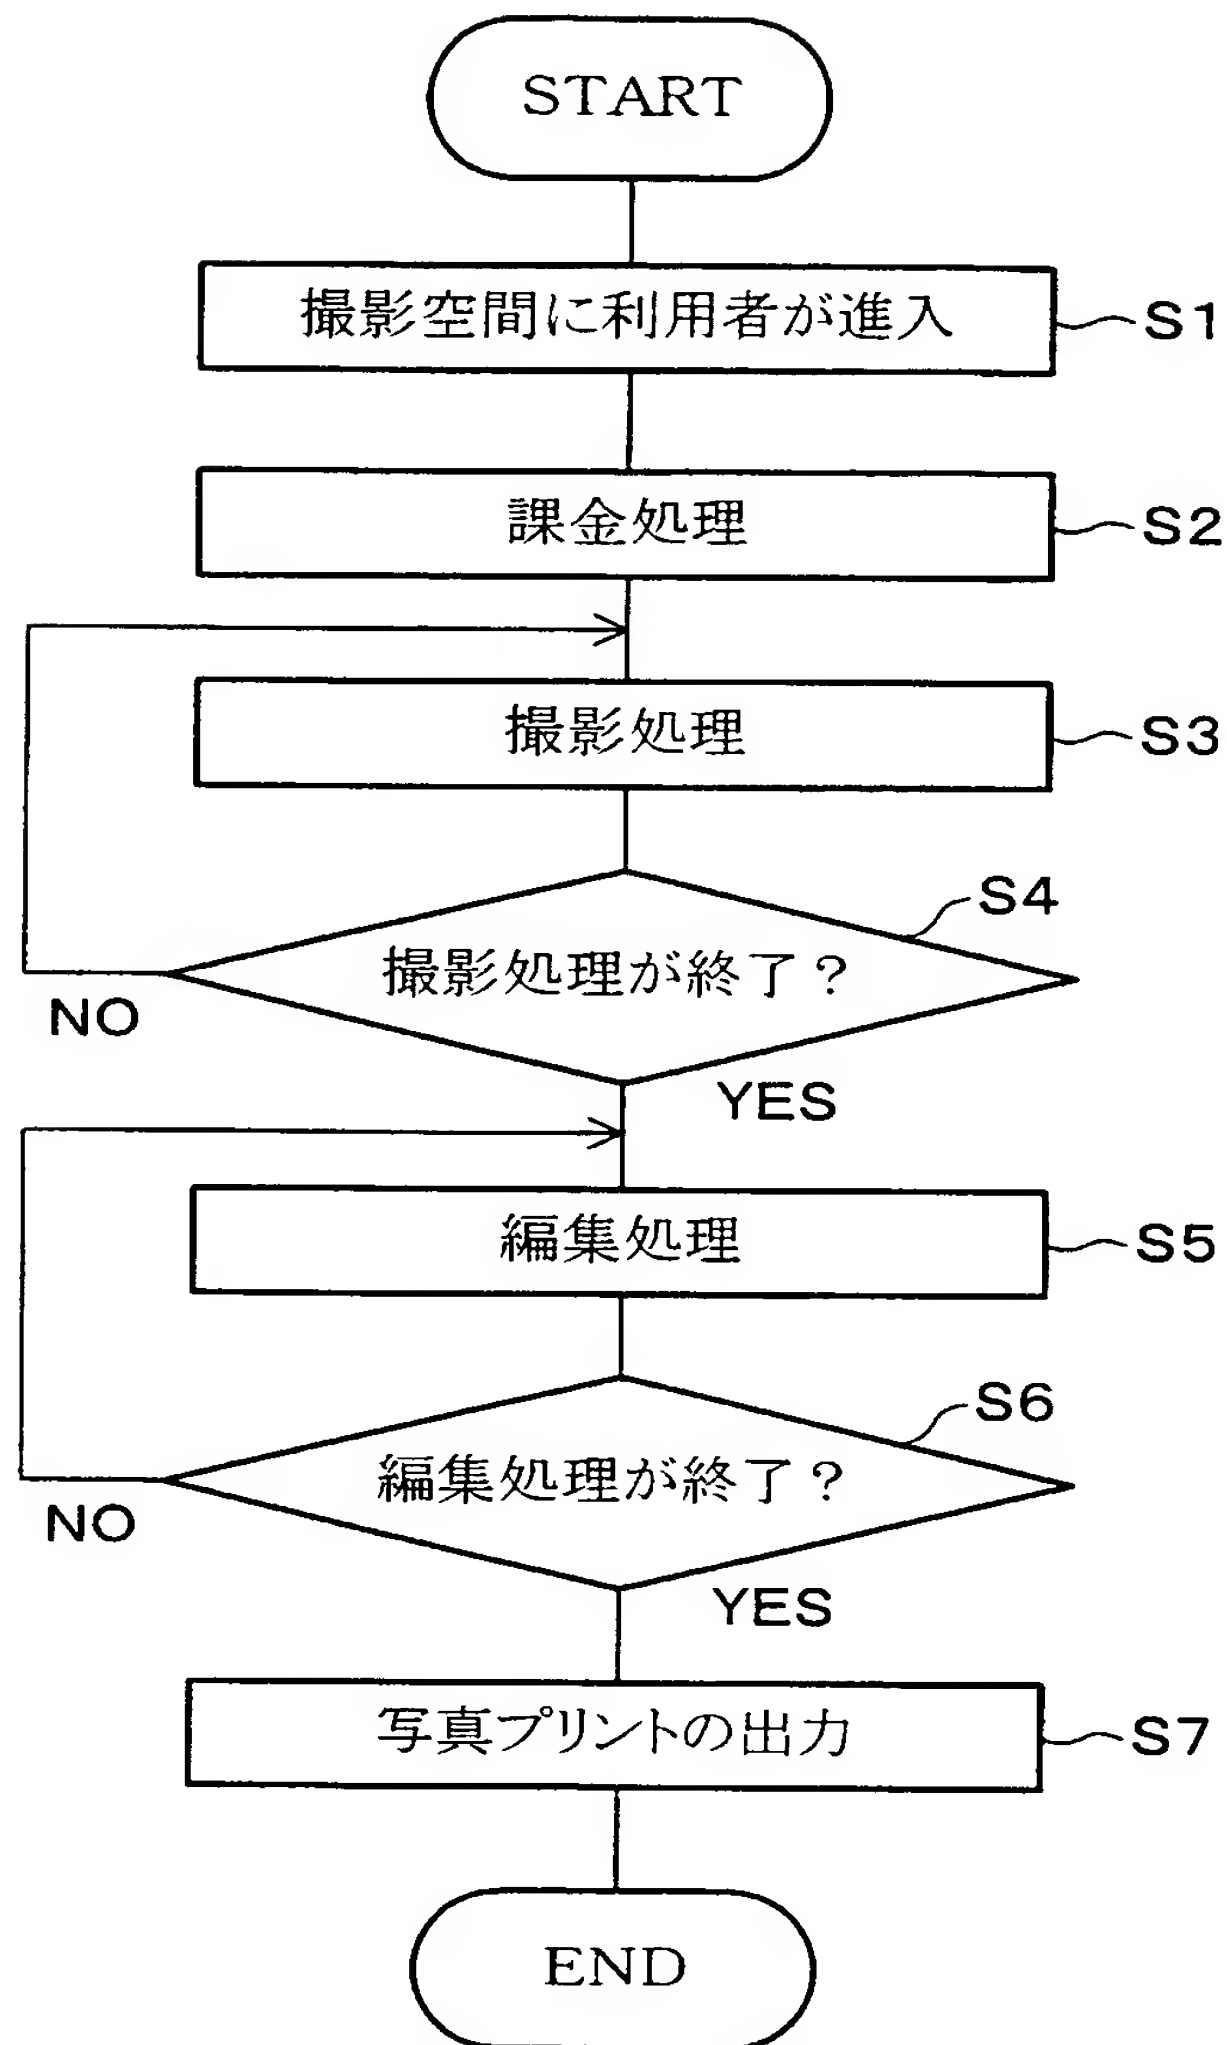 START
撮影空間に利用者が進入
S1
課金処理
S2
撮影処理
S3
S4
撮影処理が終了？
NO
YES
編集処理
S5
S6
編集処理が終了？
NO
YES
写真プリントの出力
S7
END